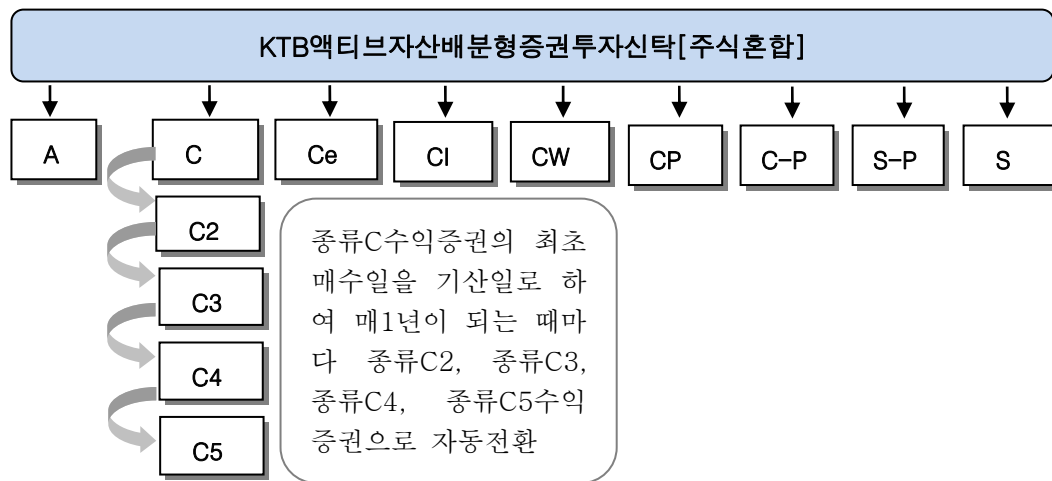 KTB액티브자산배분형증권투자신탁[주식혼합]
A C Ce CI CW CP C-P S-P S
C2
C3
C4
C5
종류C수익증권의 최초
매수일을 기산일로 하
여 매1년이 되는 때마
다 종류C2, 종류C3,
종류C4, 종류C5수익
증권으로 자동전환